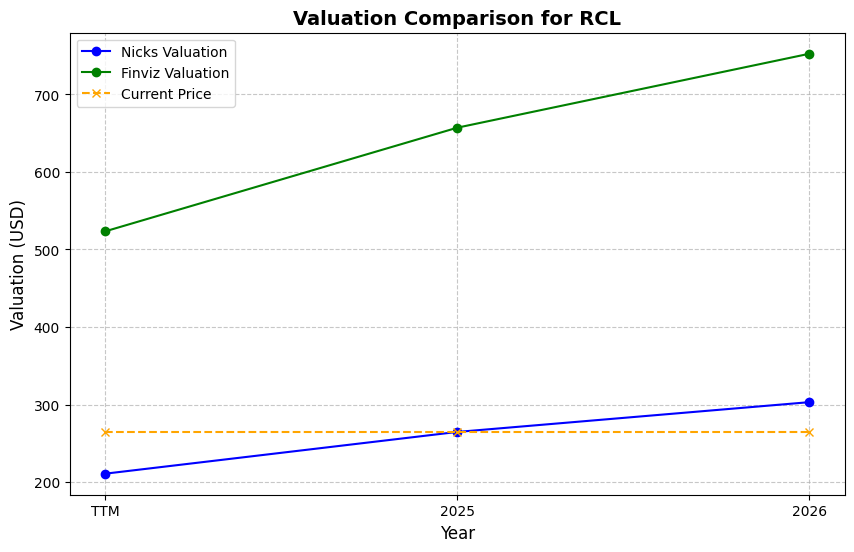 Valuation Comparison for RCL
Nicks Valuation
Finviz Valuation
Current Price
Valuation (USD)
700
600
500
400
300
200
TTM
2025
2026
Year